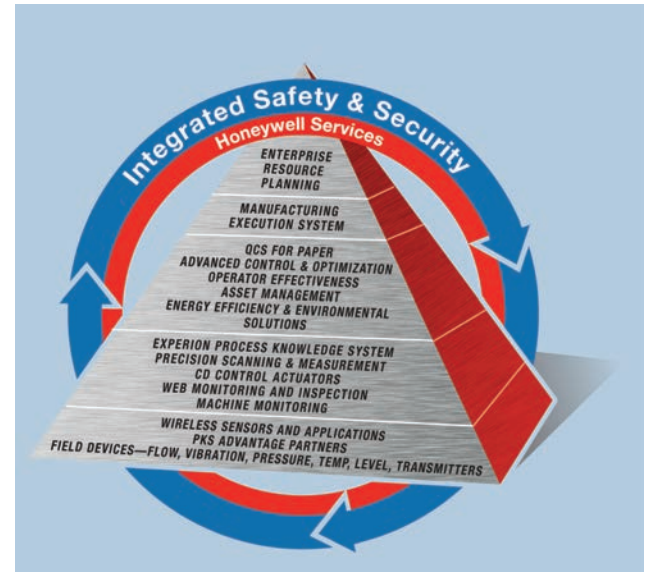 Integrated Safety & Security
Honeywell Services
ENTERPRISE
RESOURCE
PLANNING
MANUFACTURING
EXECUTION SYSTEM
QCS FOR PAPER
ADVANCED CONTROL & OPTIMIZATION
OPERATOR EFFECTIVENESS
ASSET MANAGEMENT
ENERGY EFFICIENCY & ENVIRONMENTAL
SOLUTIONS
EXPERION PROCESS KNOWLEDGE SYSTEM
PRECISION SCANNING & MEASUREMENT
CD CONTROL ACTUATORS
WEB MONITORING AND INSPECTION
MACHINE MONITORING
WIRELESS SENSORS AND APPLICATIONS
PKS ADVANTAGE PARTNERS
FIELD DEVICES—FLOW, VIBRATION, PRESSURE, TEMP, LEVEL, TRANSMITTERS